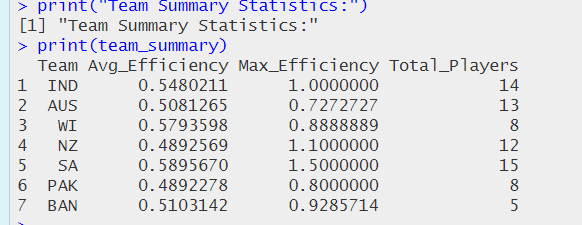 > print("Team Summary Statistics:")
[1] "Team Summary Statistics:"
> print(team_summary)
  Team Avg_Efficiency Max_Efficiency Total_Players
1  IND      0.5480211      1.0000000            14
2  AUS      0.5081265      0.7272727            13
3   WI      0.5793598      0.8888889             8
4   NZ      0.4892569      1.1000000            12
5   SA      0.5895670      1.5000000            15
6  PAK      0.4892278      0.8000000             8
7  BAN      0.5103142      0.9285714             5
>